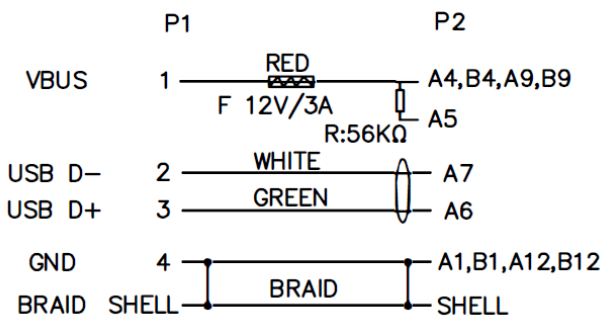 P1 P2
VBUS 1 RED A4,B4,A9,B9
F 12V/3A
R:56KΩ A5
USB D- 2 WHITE A7
USB D+ 3 GREEN A6
GND 4 A1,B1,A12,B12
BRAID SHELL BRAID SHELL